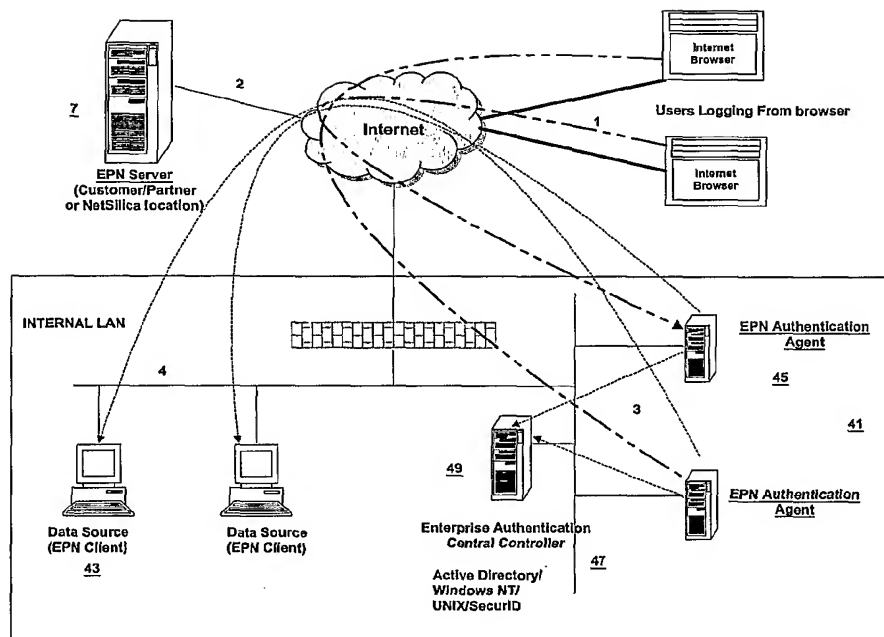 Internet
Browser
7
2
Internet
1
Users Logging From browser
Internet
Browser
EPN Server
(Customer/Partner
or NetSilica location)
INTERNAL LAN
EPN Authentication
Agent
45
4
3
41
49
EPN Authentication
Agent
Data Source
(EPN Client)
43
Data Source
(EPN Client)
Enterprise Authentication
Central Controller
47
Active Directory/
Windows NT/
UNIX/SecurID